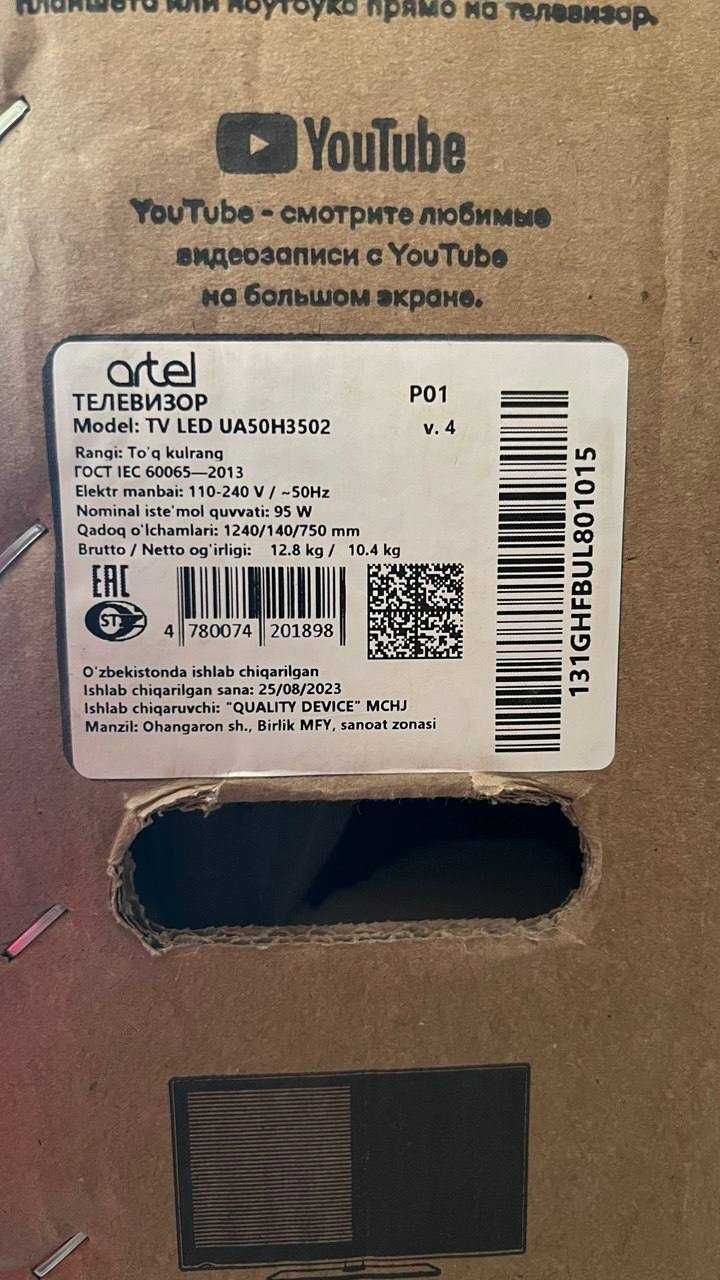 планшета или ноутбука прямо на телевизор.
YouTube
YouTube - смотрите любимые
видеозаписи с YouTube
на большом экране.
artel
ТЕЛЕВИЗОР
P01
Model: TV LED UA50H3502
v. 4
Rangi: To'q kulrang
ГОСТ IEC 60065—2013
Elektr manbai: 110-240 V / ~50Hz
Nominal iste'mol quvvati: 95 W
Qadoq o'lchamlari: 1240/140/750 mm
Brutto / Netto og'irligi: 12.8 kg / 10.4 kg
EAC
ST
4 780074 201898
131GHFBUL801015
O'zbekistonda ishlab chiqarilgan
Ishlab chiqarilgan sana: 25/08/2023
Ishlab chiqaruvchi: "QUALITY DEVICE" MCHJ
Manzil: Ohangaron sh., Birlik MFY, sanoat zonasi